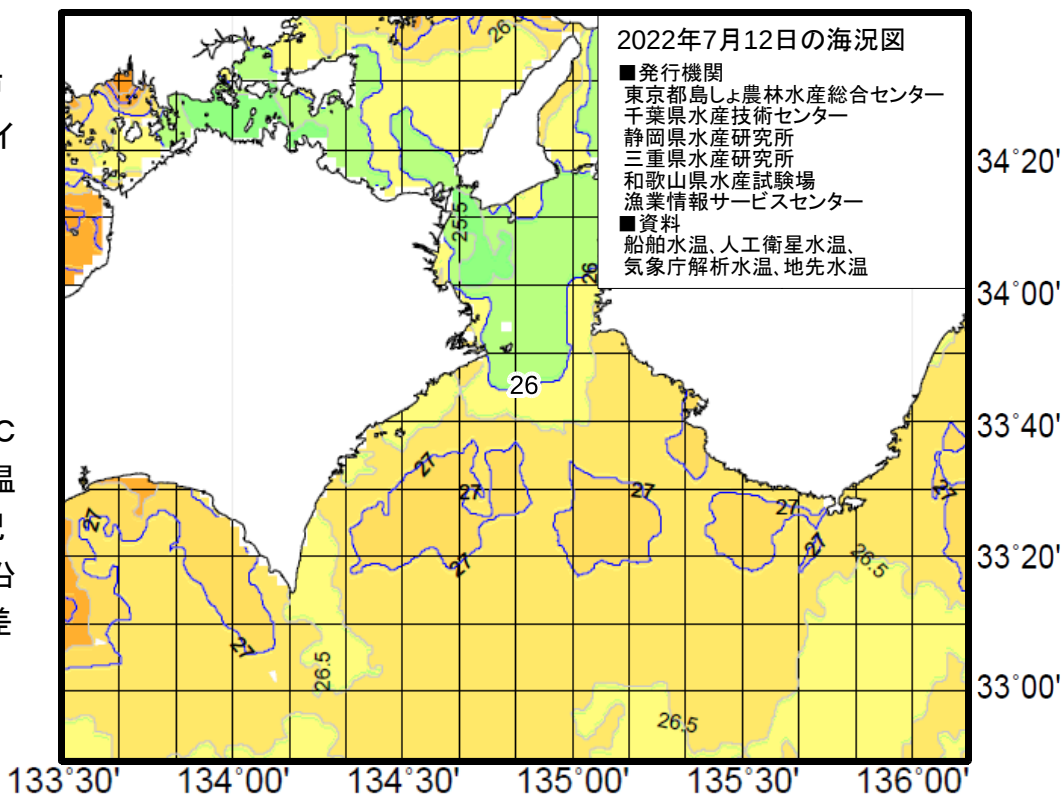 2022年7月12日の海況図
■発行機関
東京都島しょ農林水産総合センター
千葉県水産技術センター
静岡県水産研究所
三重県水産研究所
和歌山県水産試験場
漁業情報サービスセンター
■資料
船舶水温、人工衛星水温、
気象庁解析水温、地先水温
イ
C
温
沿
差
26.5
25.5
26
26
27
27
27
27
27
27
27
27
27
26.5
26.5
26.5
34°20'
34°00'
33°40'
33°20'
33°00'
133°30'
134°00'
134°30'
135°00'
135°30'
136°00'